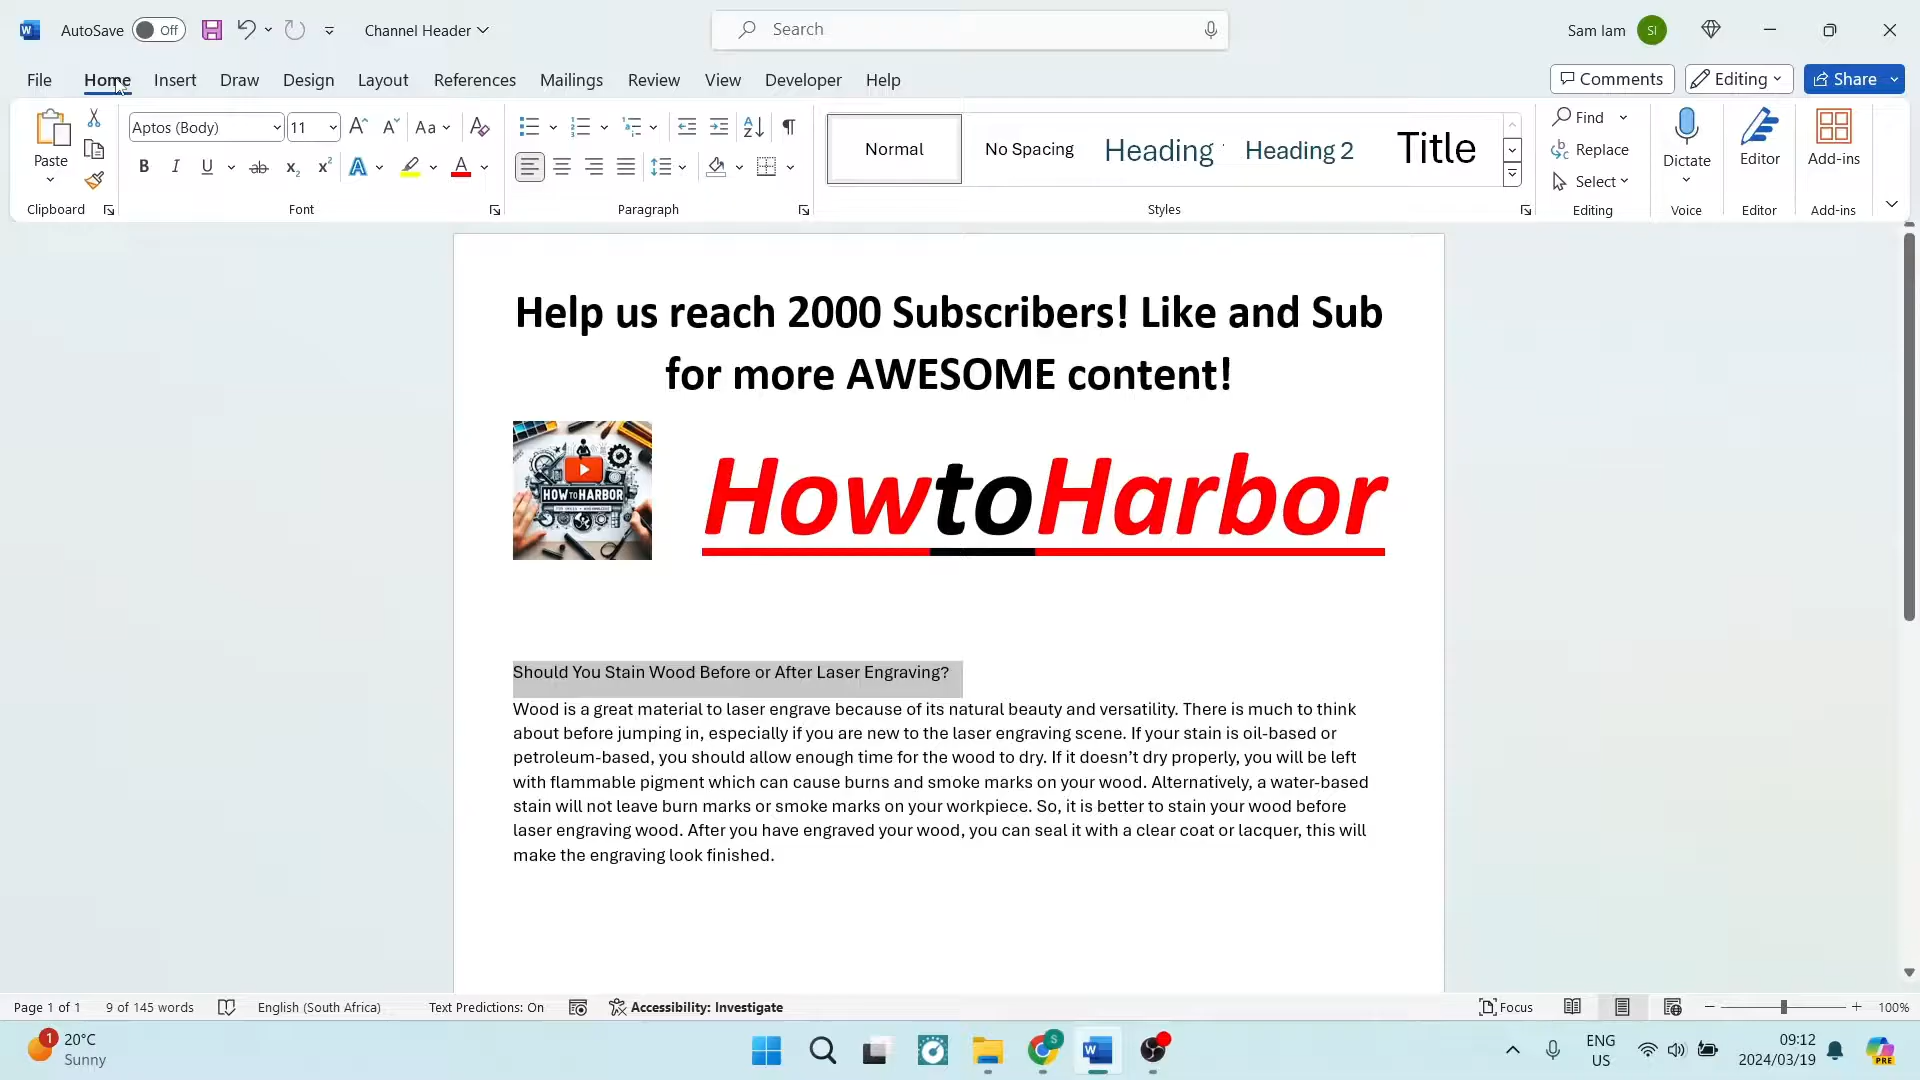 AutoSave Off Channel Header Search Sam Iam SI
File Home Insert Draw Design Layout References Mailings Review View Developer Help Comments Editing Share
Paste Aptos (Body) 11 Aa Normal No Spacing Heading Heading 2 Title Find Replace Select Dictate Editor Add-ins
Clipboard Font Paragraph Styles Editing Voice Editor Add-ins
Help us reach 2000 Subscribers! Like and Sub
for more AWESOME content!
HOWTOHARBOR
HowtoHarbor
Should You Stain Wood Before or After Laser Engraving?
Wood is a great material to laser engrave because of its natural beauty and versatility. There is much to think
about before jumping in, especially if you are new to the laser engraving scene. If your stain is oil-based or
petroleum-based, you should allow enough time for the wood to dry. If it doesn’t dry properly, you will be left
with flammable pigment which can cause burns and smoke marks on your wood. Alternatively, a water-based
stain will not leave burn marks or smoke marks on your workpiece. So, it is better to stain your wood before
laser engraving wood. After you have engraved your wood, you can seal it with a clear coat or lacquer, this will
make the engraving look finished.
Page 1 of 1 9 of 145 words English (South Africa) Text Predictions: On Accessibility: Investigate Focus 100%
1 20°C
Sunny
ENG
US
09:12
2024/03/19
PRE